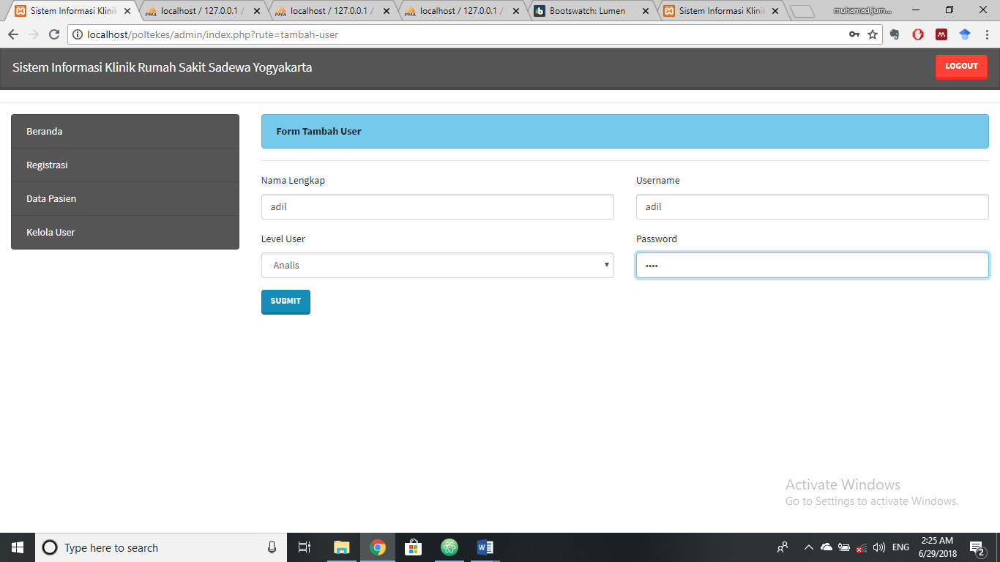 Sistem Informasi Klinik
localhost / 127.0.0.1 /
localhost / 127.0.0.1 /
localhost / 127.0.0.1 /
Bootswatch: Lumen
Sistem Informasi Klinik
muhamad jum...
localhost/poltekes/admin/index.php?rute=tambah-user
Sistem Informasi Klinik Rumah Sakit Sadewa Yogyakarta
LOGOUT
Beranda
Registrasi
Data Pasien
Kelola User
Form Tambah User
Nama Lengkap
adil
Username
adil
Level User
Analis
Password
••••
SUBMIT
Activate Windows
Go to Settings to activate Windows.
Type here to search
ENG
2:25 AM
6/29/2018
2